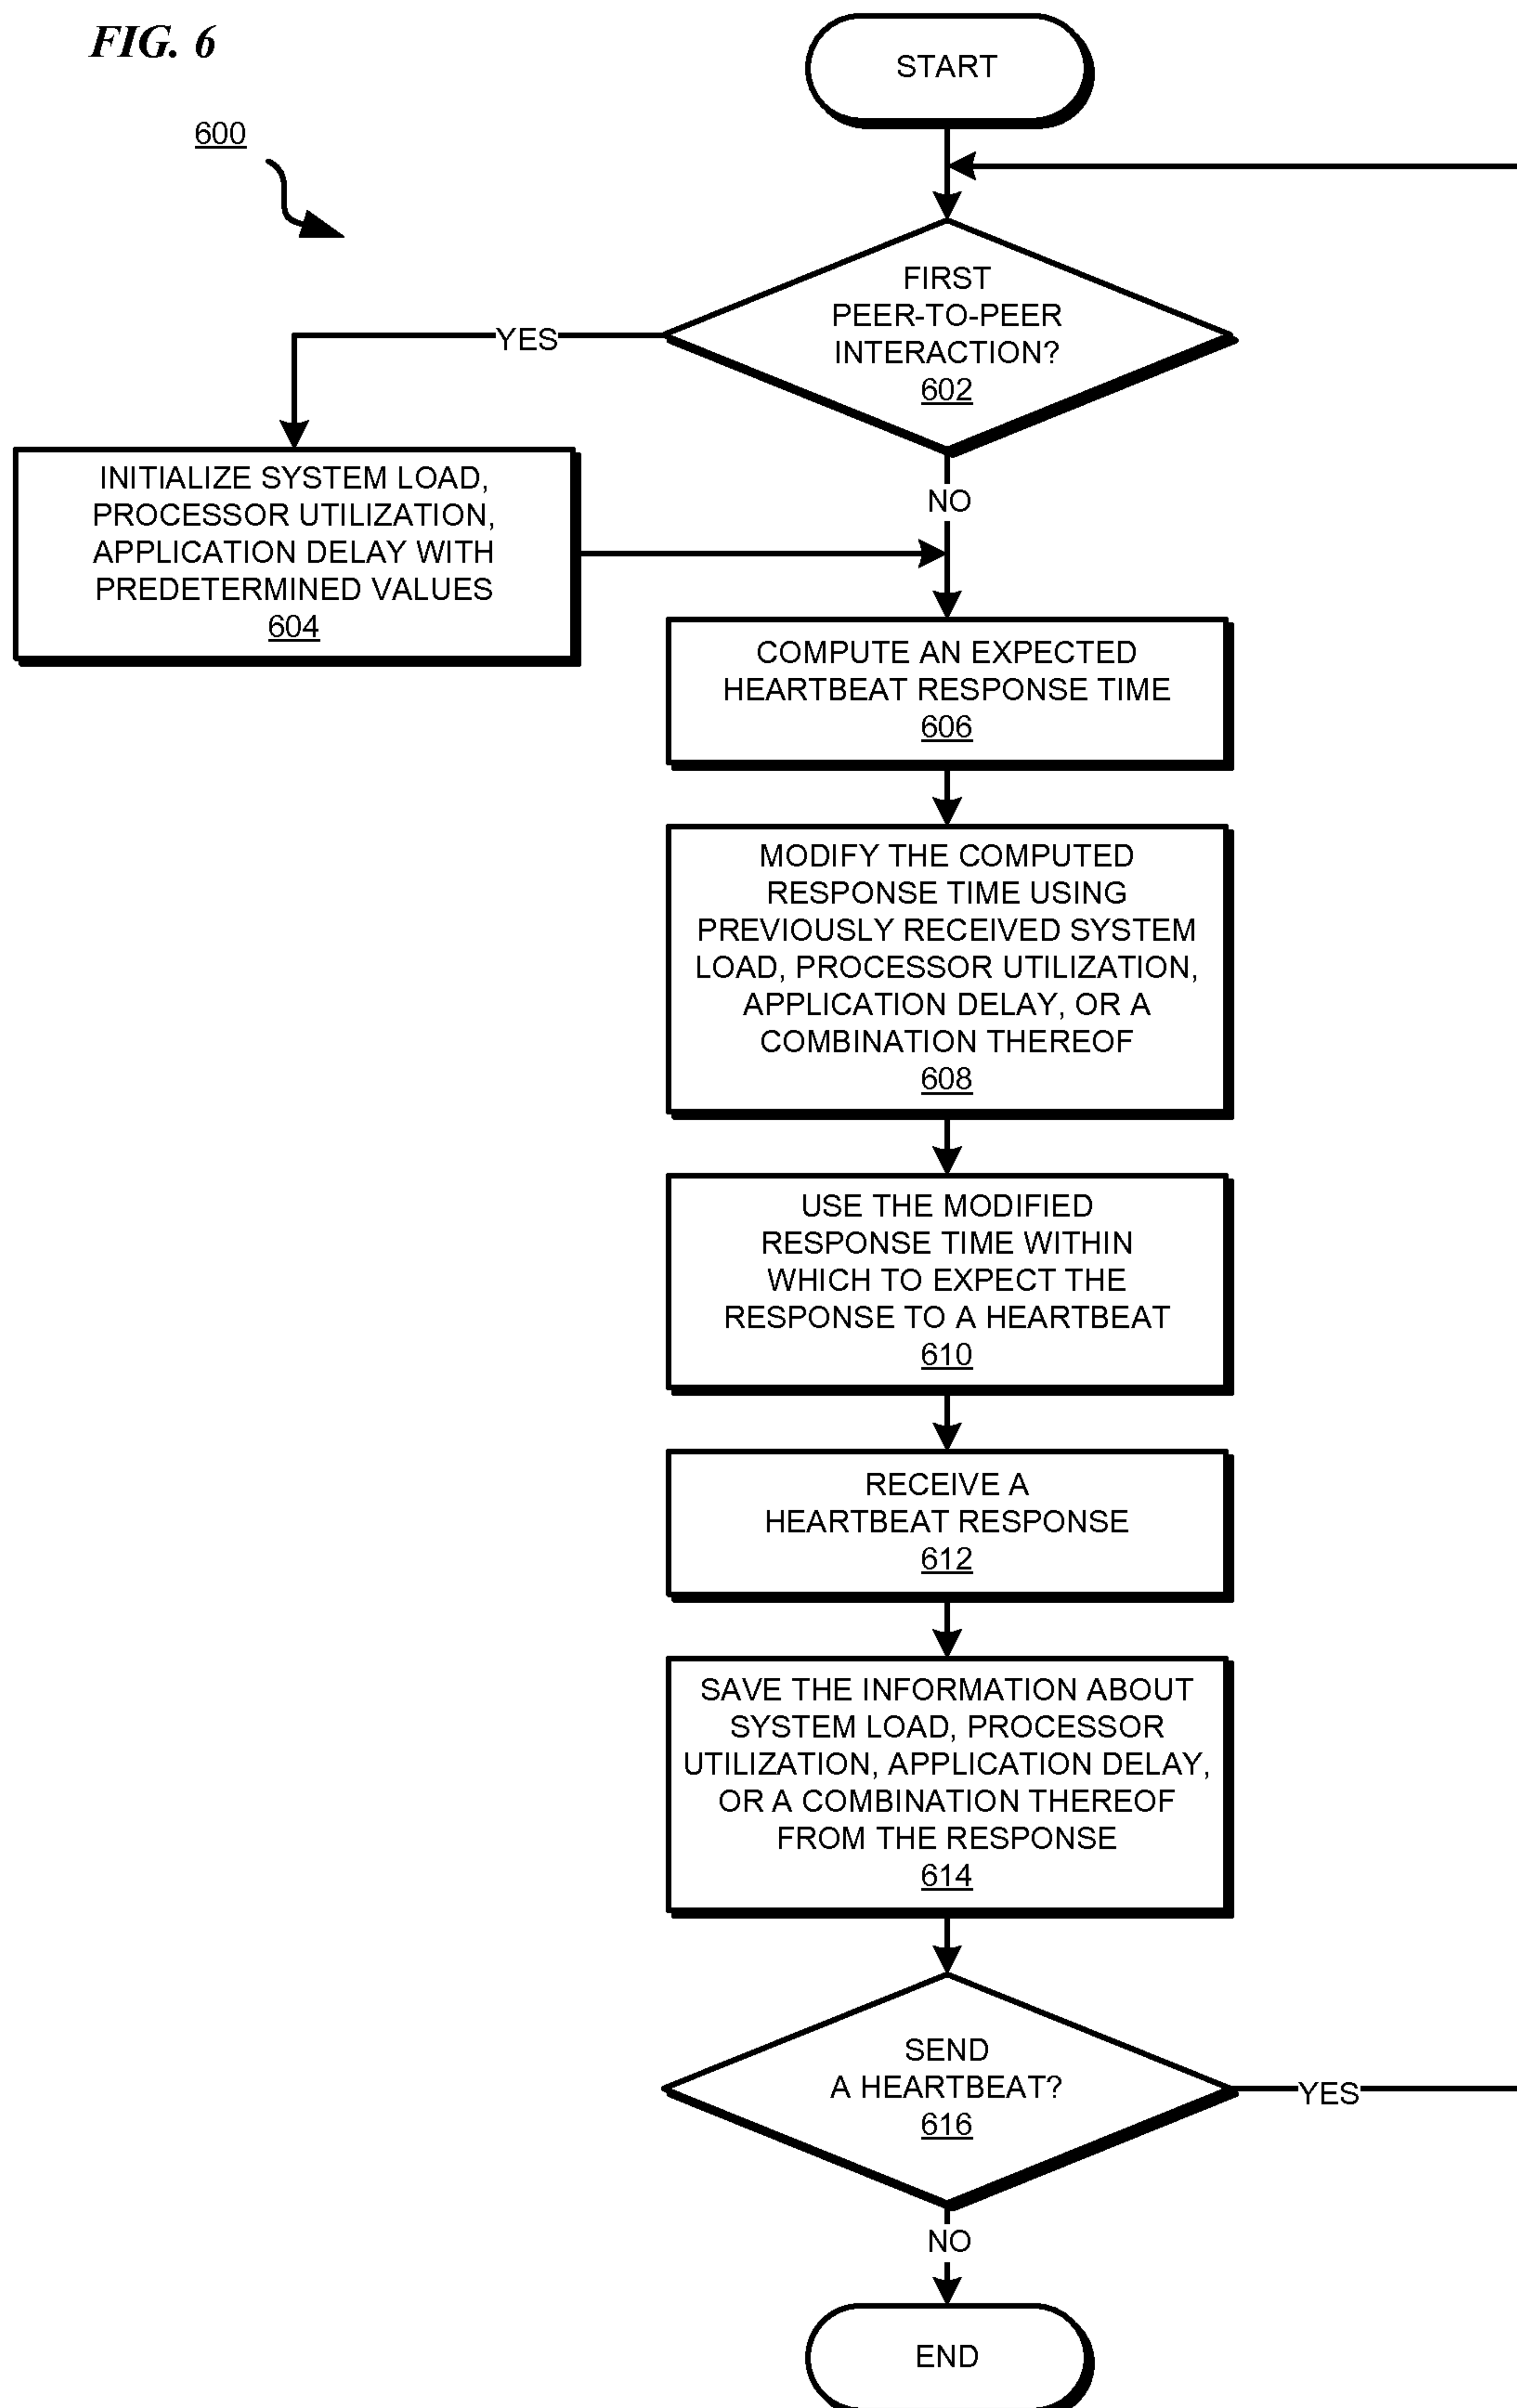 FIG. 6
600
START
FIRST
PEER-TO-PEER
INTERACTION?
602
YES
NO
INITIALIZE SYSTEM LOAD,
PROCESSOR UTILIZATION,
APPLICATION DELAY WITH
PREDETERMINED VALUES
604
COMPUTE AN EXPECTED
HEARTBEAT RESPONSE TIME
606
MODIFY THE COMPUTED
RESPONSE TIME USING
PREVIOUSLY RECEIVED SYSTEM
LOAD, PROCESSOR UTILIZATION,
APPLICATION DELAY, OR A
COMBINATION THEREOF
608
USE THE MODIFIED
RESPONSE TIME WITHIN
WHICH TO EXPECT THE
RESPONSE TO A HEARTBEAT
610
RECEIVE A
HEARTBEAT RESPONSE
612
SAVE THE INFORMATION ABOUT
SYSTEM LOAD, PROCESSOR
UTILIZATION, APPLICATION DELAY,
OR A COMBINATION THEREOF
FROM THE RESPONSE
614
SEND
A HEARTBEAT?
616
YES
NO
END